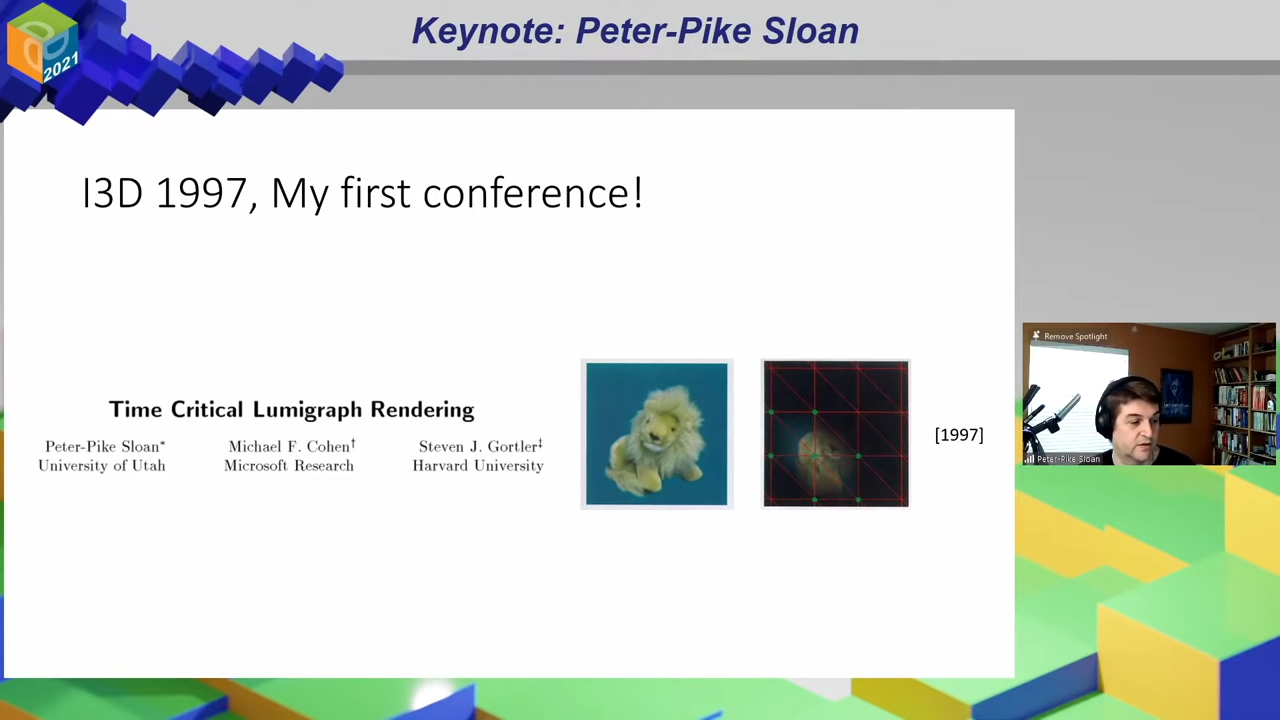 Keynote: Peter-Pike Sloan
2021
I3D 1997, My first conference!
Time Critical Lumigraph Rendering
Peter-Pike Sloan* Michael F. Cohen† Steven J. Gortler‡
University of Utah Microsoft Research Harvard University
[1997]
Remove Spotlight
Peter-Pike Sloan